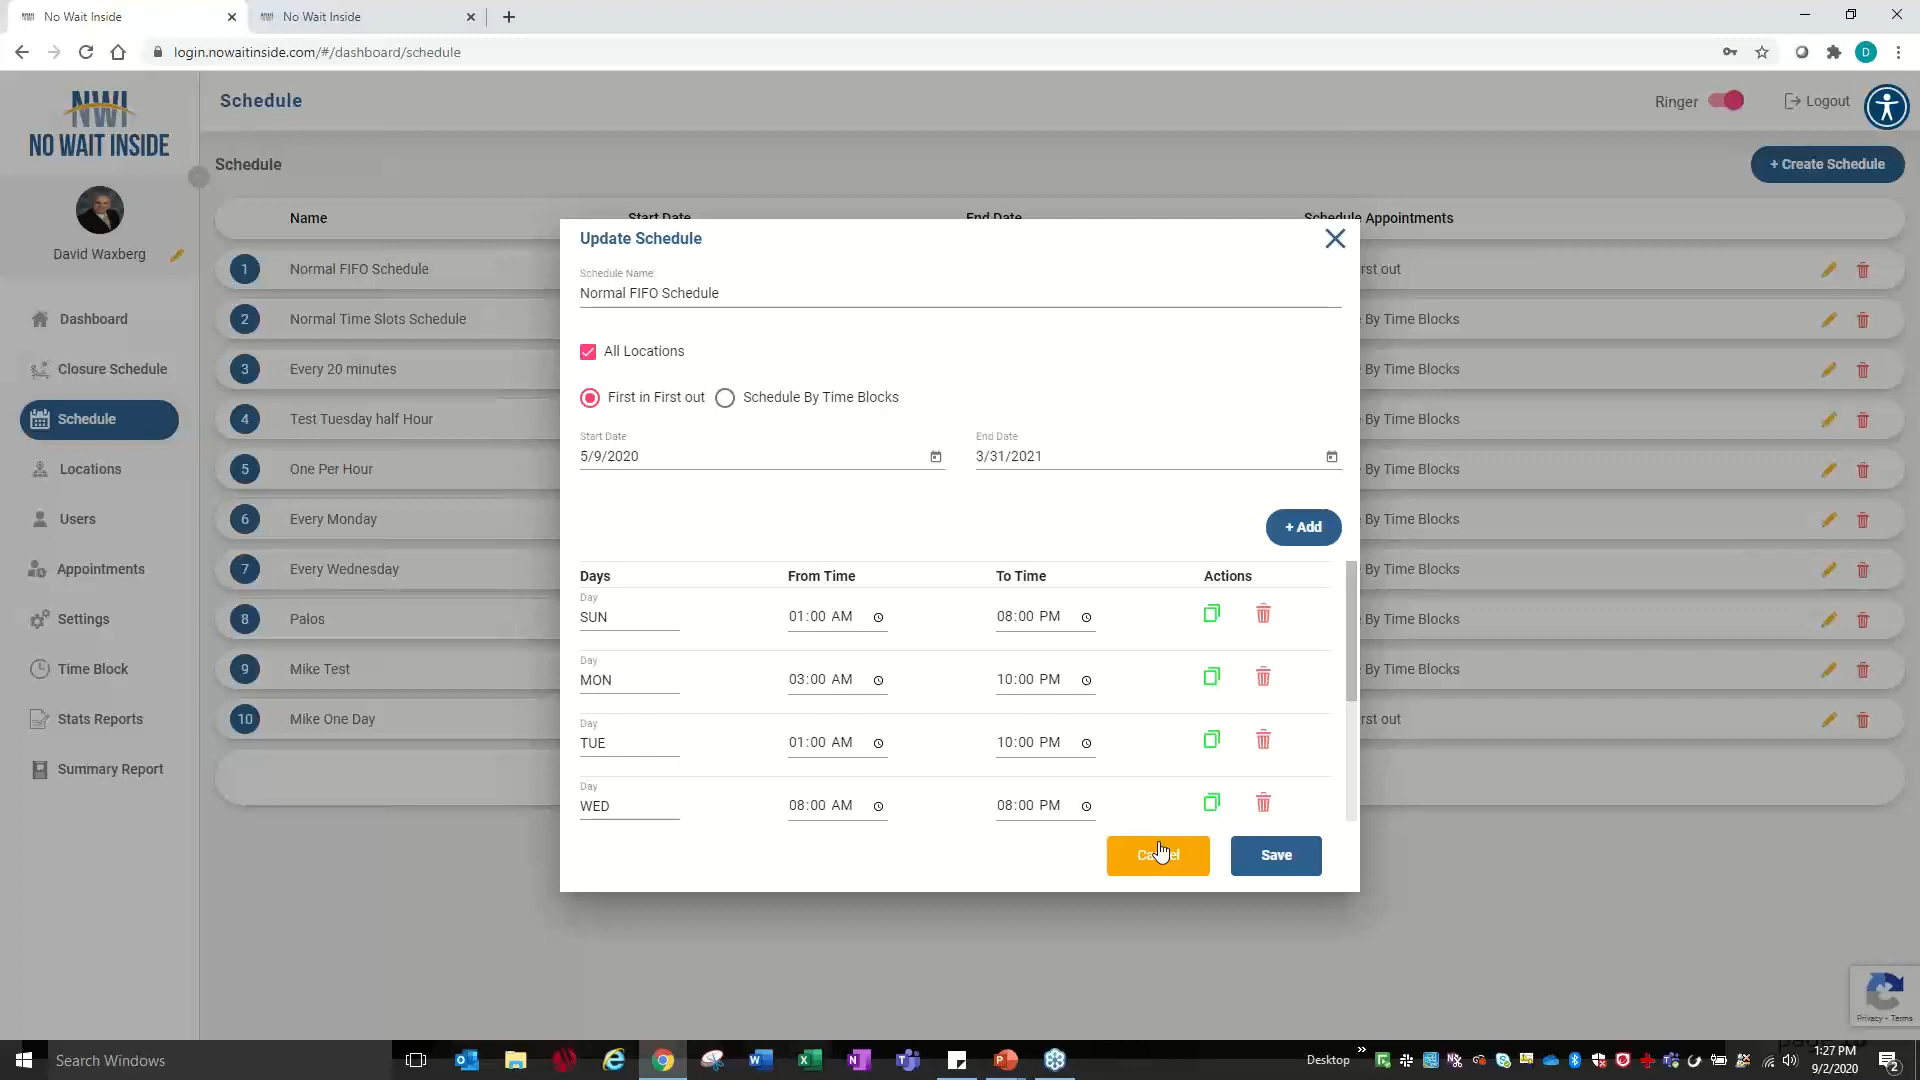 No Wait Inside
No Wait Inside
login.nowaitinside.com/#/dashboard/schedule
NWI
NO WAIT INSIDE
Schedule
Ringer
Logout
Schedule
+ Create Schedule
David Waxberg
Dashboard
Closure Schedule
Schedule
Locations
Users
Appointments
Settings
Time Block
Stats Reports
Summary Report
Name Start Date End Date Schedule Appointments
1 Normal FIFO Schedule rst out
2 Normal Time Slots Schedule By Time Blocks
3 Every 20 minutes By Time Blocks
4 Test Tuesday half Hour By Time Blocks
5 One Per Hour By Time Blocks
6 Every Monday By Time Blocks
7 Every Wednesday By Time Blocks
8 Palos By Time Blocks
9 Mike Test By Time Blocks
10 Mike One Day rst out
Update Schedule
Schedule Name
Normal FIFO Schedule
All Locations
First in First out Schedule By Time Blocks
Start Date End Date
5/9/2020 3/31/2021
+ Add
Days From Time To Time Actions
Day
SUN 01:00 AM 08:00 PM
Day
MON 03:00 AM 10:00 PM
Day
TUE 01:00 AM 10:00 PM
Day
WED 08:00 AM 08:00 PM
Cancel Save
Privacy - Terms
Search Windows
Desktop
1:27 PM
9/2/2020
D
2